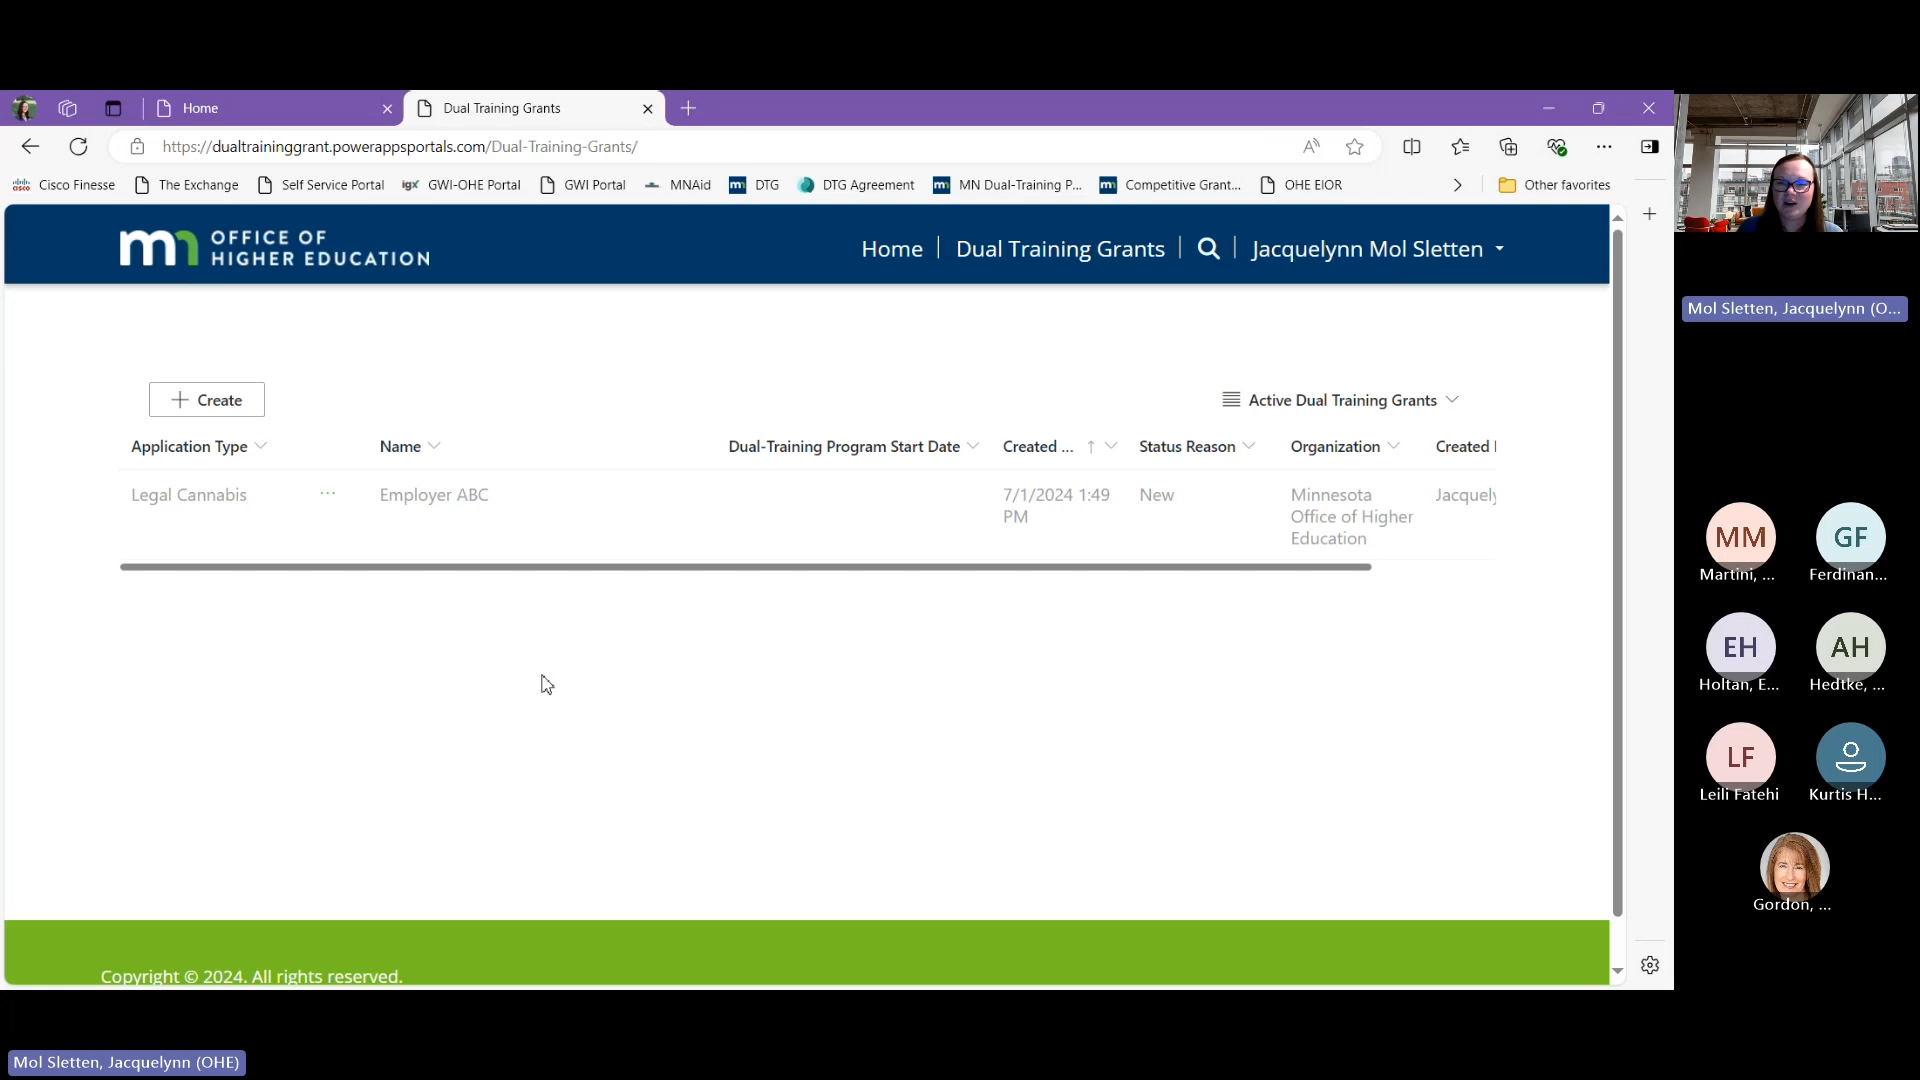 Home
Dual Training Grants
https://dualtraininggrant.powerappsportals.com/Dual-Training-Grants/
Cisco Finesse
The Exchange
Self Service Portal
GWI-OHE Portal
GWI Portal
MNAid
DTG
DTG Agreement
MN Dual-Training P...
Competitive Grant...
OHE EIOR
Other favorites
OFFICE OF
HIGHER EDUCATION
Home
Dual Training Grants
Jacquelynn Mol Sletten
Create
Active Dual Training Grants
Application Type
Name
Dual-Training Program Start Date
Created ...
Status Reason
Organization
Created
Legal Cannabis
Employer ABC
7/1/2024 1:49
PM
New
Minnesota
Office of Higher
Education
Jacquely
Copyright © 2024. All rights reserved.
Mol Sletten, Jacquelynn (O...
MM
Martini, ...
GF
Ferdinan...
EH
Holtan, E...
AH
Hedtke, ...
LF
Leili Fatehi
Kurtis H...
Gordon, ...
Mol Sletten, Jacquelynn (OHE)